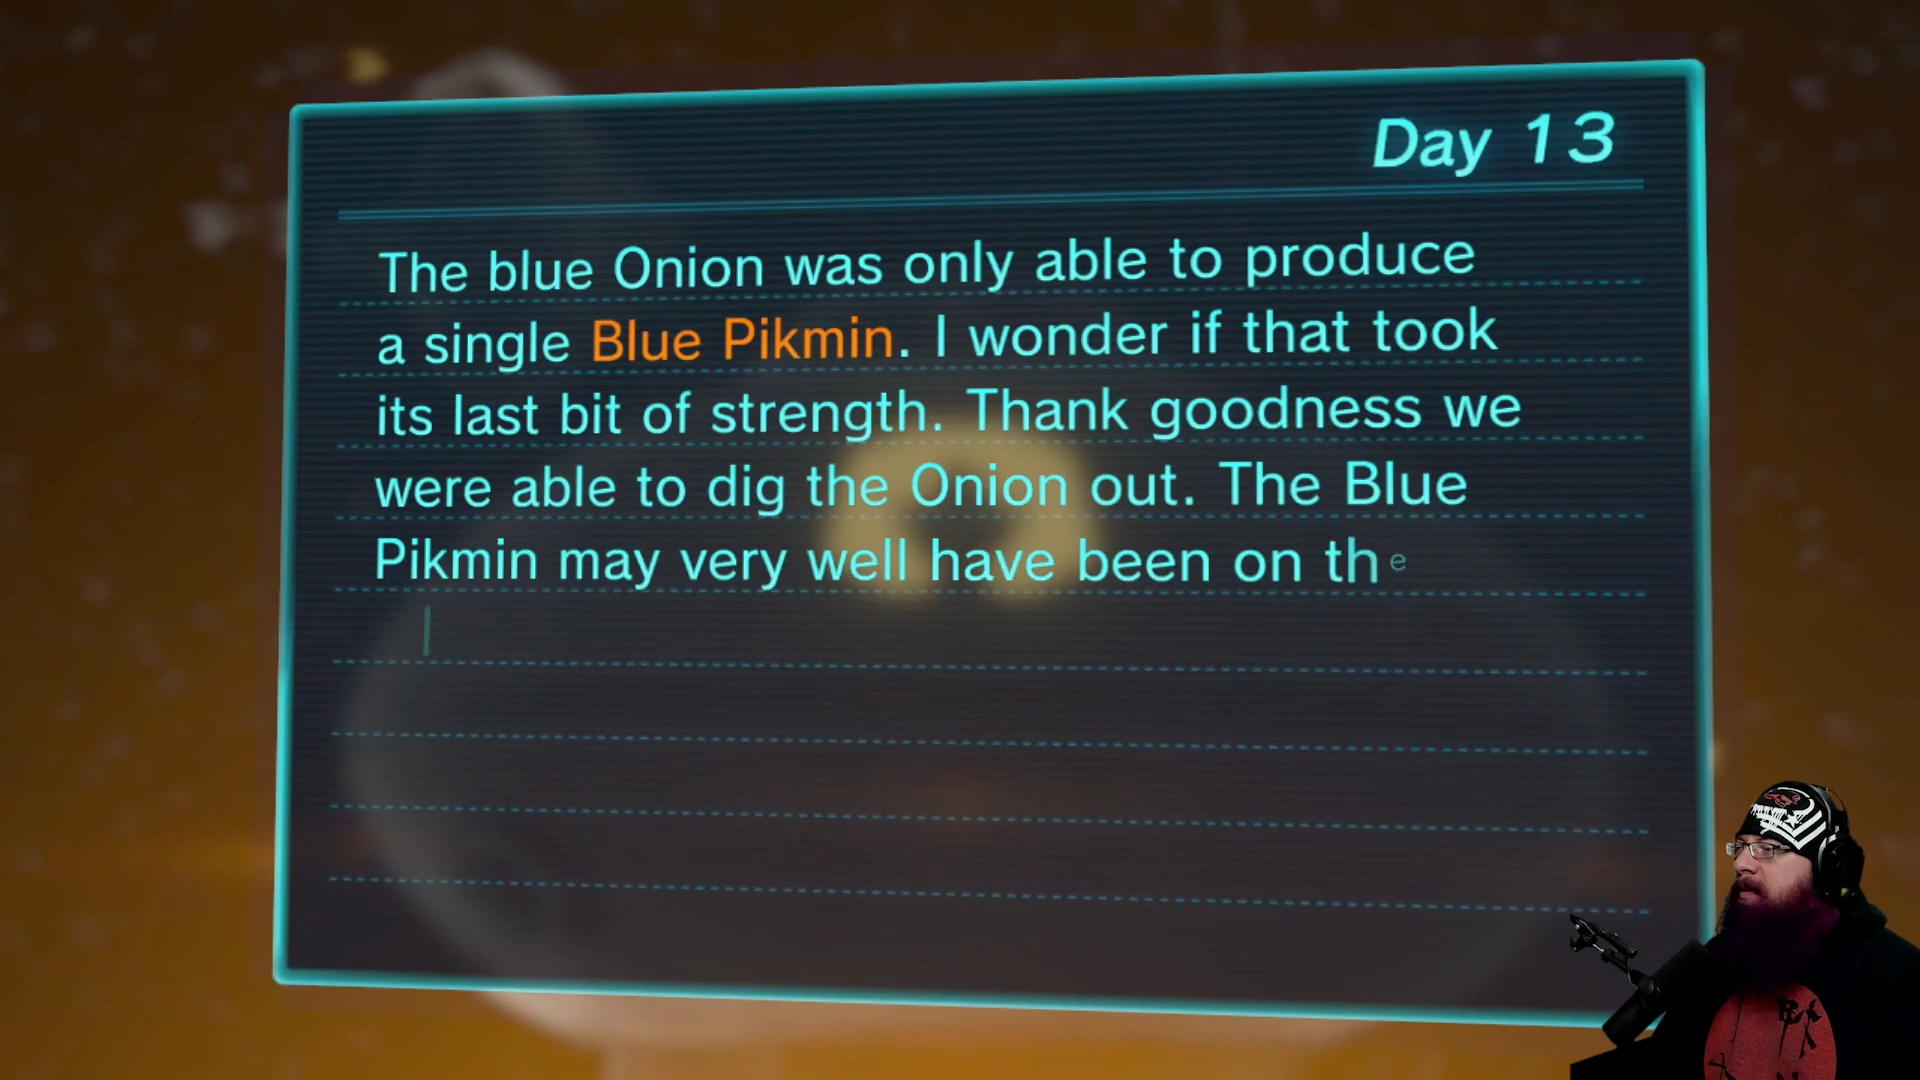 Day 13
The blue Onion was only able to produce
a single Blue Pikmin. I wonder if that took
its last bit of strength. Thank goodness we
were able to dig the Onion out. The Blue
Pikmin may very well have been on the